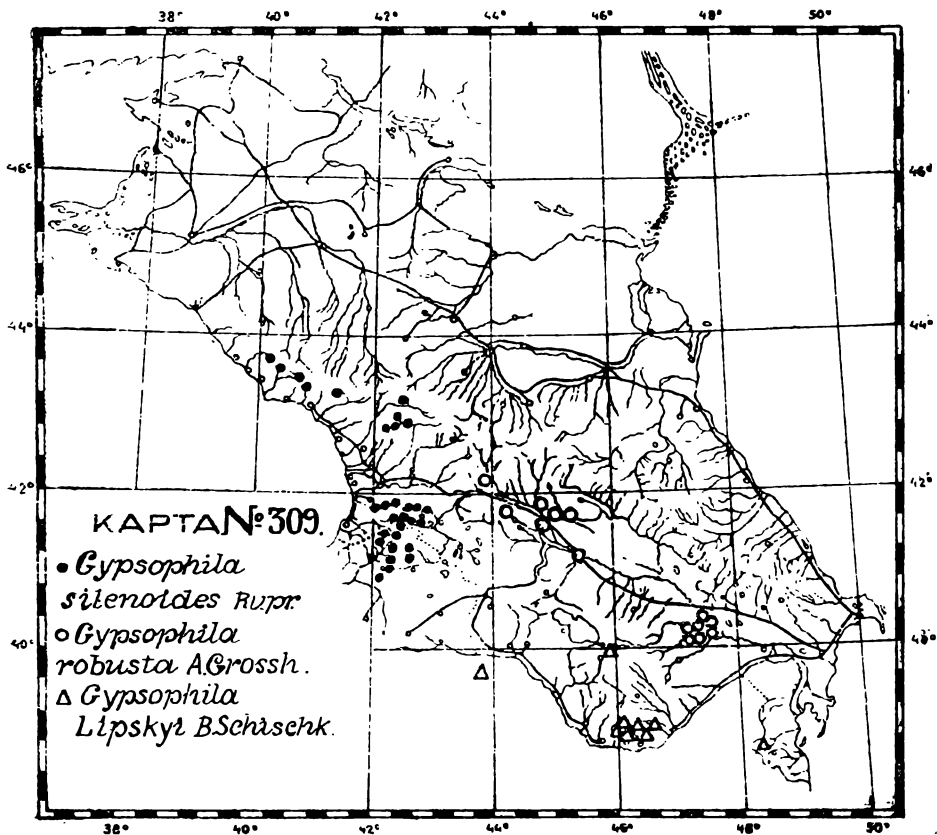 38° 40° 42° 44° 46° 48° 50°
46° 46°
44° 44°
42° 42°
КАРТА № 309.
Gypsophila
silenoides Rupr.
Gypsophila
robusta A.Grossh.
40° 40°
Gypsophila
Lipskyi B.Schischk.
38° 40° 42° 44° 46° 48° 50°